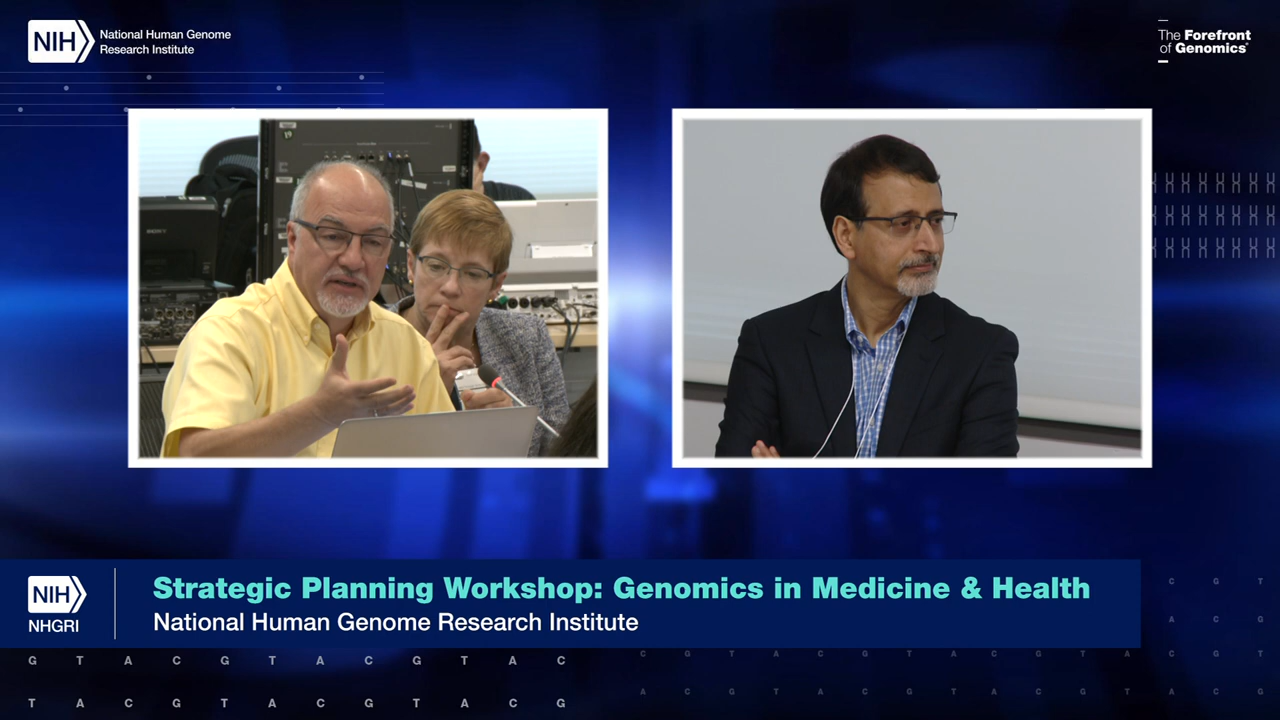 NIH National Human Genome
Research Institute
The Forefront
of Genomics®
SONY
NIH
NHGRI
Strategic Planning Workshop: Genomics in Medicine & Health
National Human Genome Research Institute
C G T
A C G
G T A C G T A C G T A C
C G T A C G T A C G T A C G T
T A C G T A C G T A C G
A C G T A C G T A C G T A C G